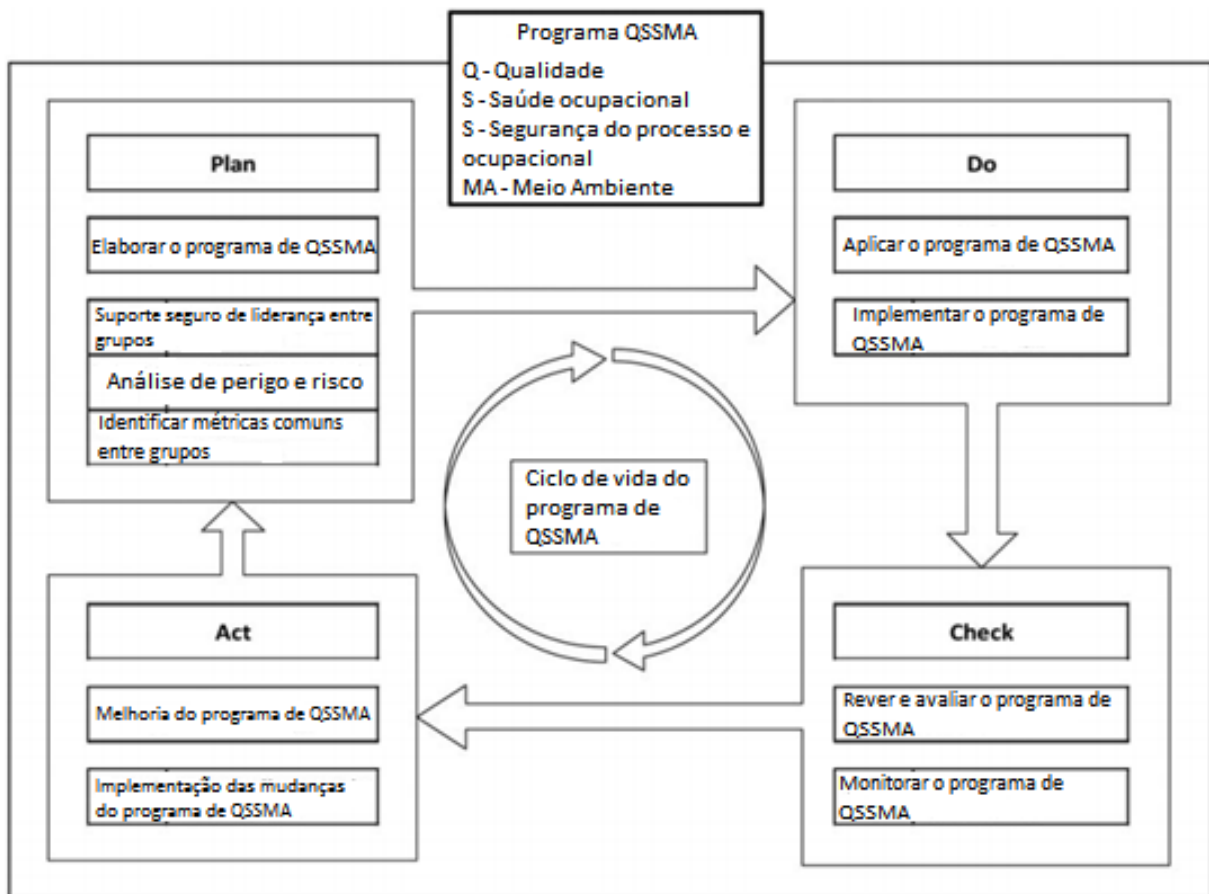 Programa QSSMA
Q - Qualidade
S - Saúde ocupacional
S - Segurança do processo e
ocupacional
MA - Meio Ambiente
Plan
Elaborar o programa de QSSMA
Suporte seguro de liderança entre
grupos
Análise de perigo e risco
Identificar métricas comuns
entre grupos
Do
Aplicar o programa de QSSMA
Implementar o programa de
QSSMA
Ciclo de vida do
programa de
QSSMA
Act
Melhoria do programa de QSSMA
Implementação das mudanças
do programa de QSSMA
Check
Rever e avaliar o programa de
QSSMA
Monitorar o programa de
QSSMA